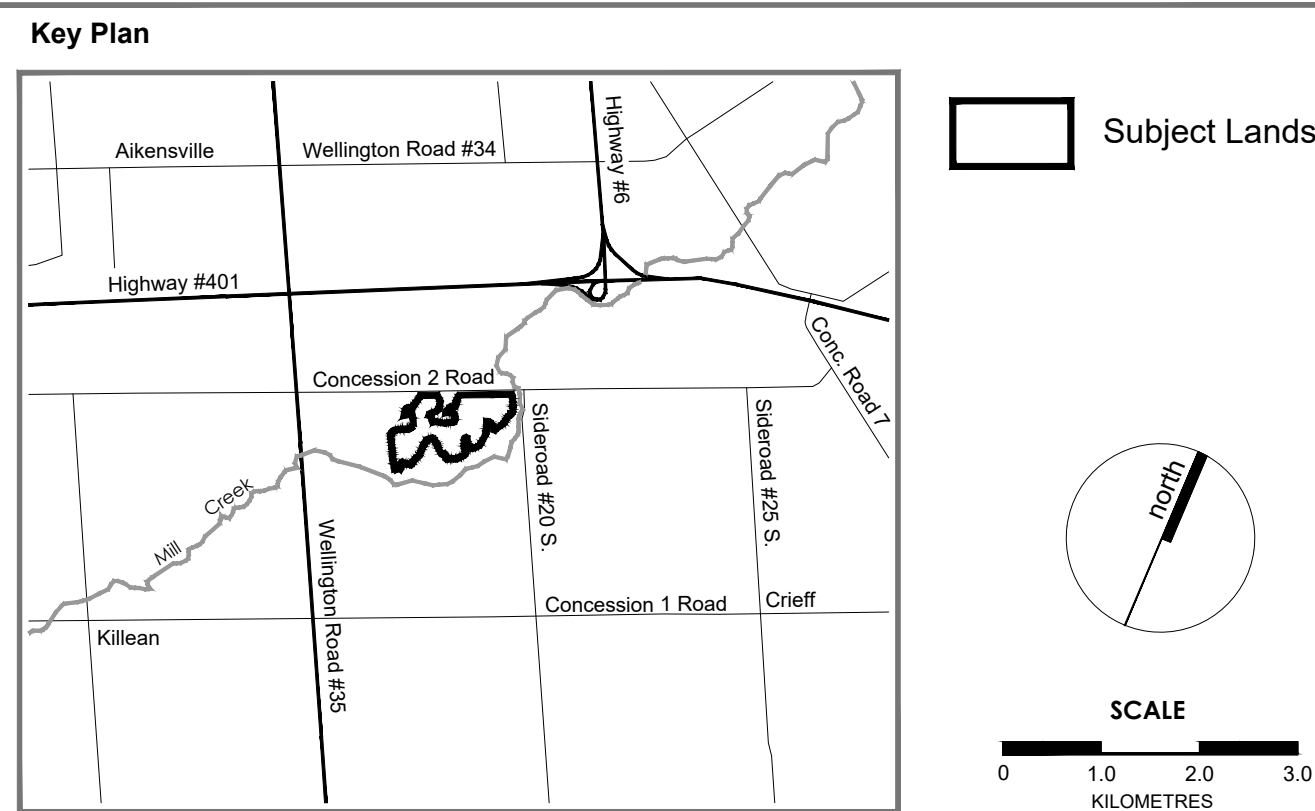 Key Plan
Aikensville
Wellington Road #34
Highway #6
Subject Lands
Highway #401
Conc. Road 7
Concession 2 Road
Sideroad #20 S.
Sideroad #25 S.
Mill Creek
Wellington Road #35
Concession 1 Road
Crieff
Killean
north
SCALE
0 1.0 2.0 3.0
KILOMETRES